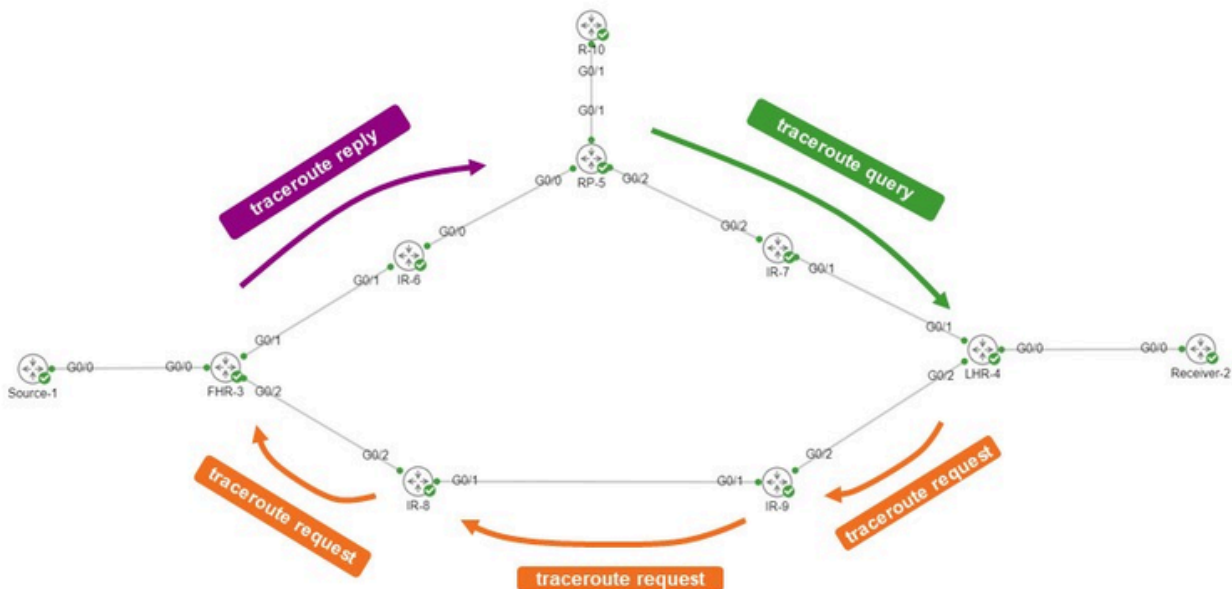 R-10
G0/1
G0/1
traceroute reply
traceroute query
G0/0
RP-5
G0/2
G0/0
G0/2
IR-6
G0/1
IR-7
G0/1
G0/1
G0/1
Source-1
G0/0
G0/0
FHR-3
G0/2
LHR-4
G0/0
G0/0
Receiver-2
G0/2
G0/2
IR-8
G0/1
G0/1
IR-9
G0/2
traceroute request
traceroute request
traceroute request